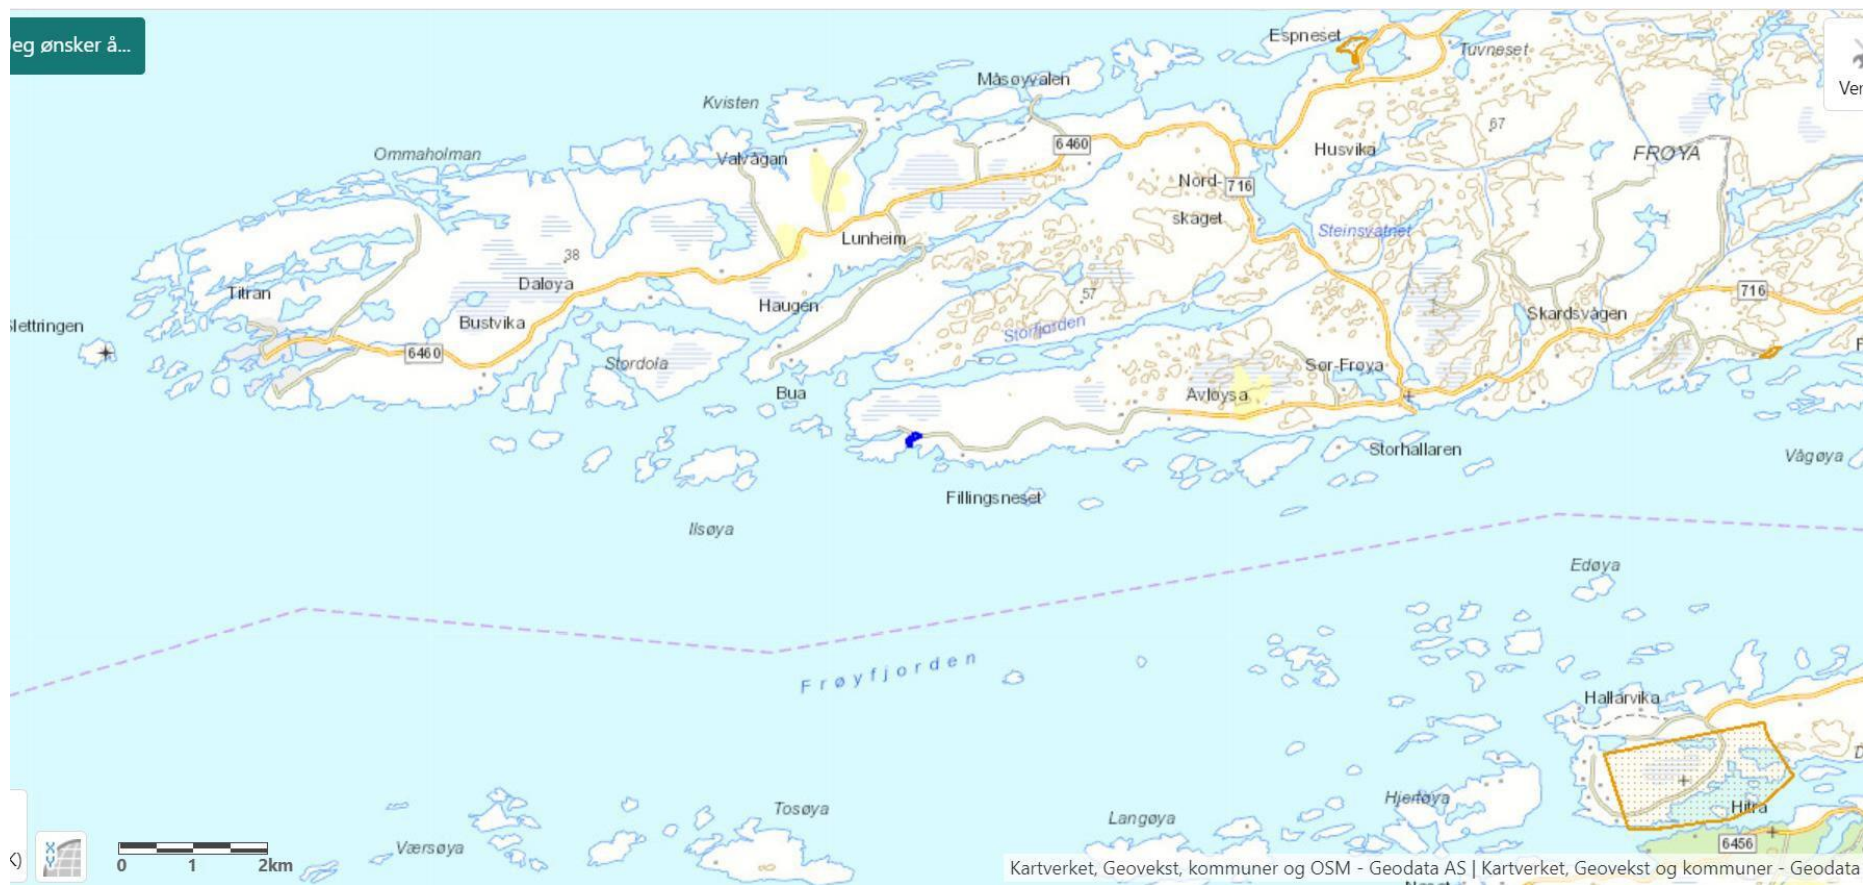 Jeg ønsker å...
Espneset
Tuvneset
Måsøyvalen
Ver
Kvisten
67
6460
Husvika
FRØYA
Ommaholman
Valvågan
Nord-
716
skaget
Steinsvatnet
Lunheim
38
Daløya
Titran
57
716
Haugen
Skardsvågen
Bustvika
Slettringen
Storfjorden
6460
Stordola
Sør-Frøya
F
Bua
Avløysa
Storhallaren
Vågøya
Fillingsneset
Ilsøya
Edøya
Frøyfjorden
Hallarvika
D
Hjertøya
Hitra
Tosøya
Langøya
Værsøya
6456
X
Y
K)
0 1 2km
Kartverket, Geovekst, kommuner og OSM - Geodata AS | Kartverket, Geovekst og kommuner - Geodata